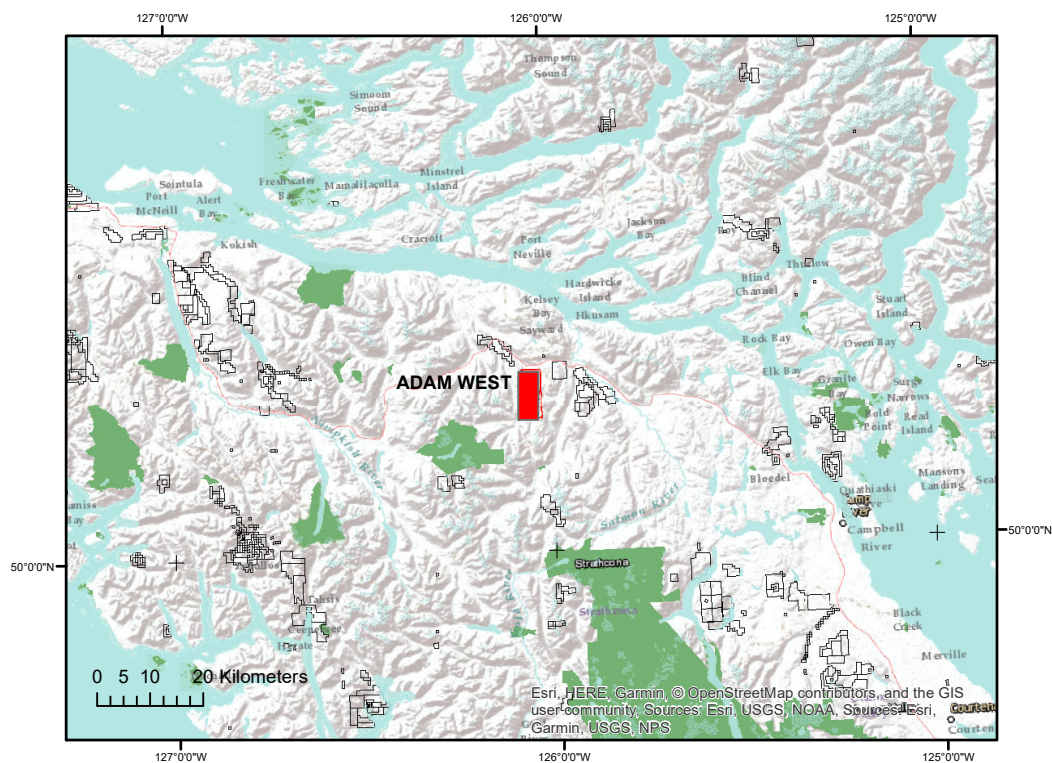 127°0'0"W
126°0'0"W
125°0'0"W
Thompson
Sound
Simoom
Sound
Minstrel
Island
Sointula
Freshwater
Bay
Mamalilaculla
Port
McNeill
Alert
Bay
Kokish
Cracroft
Port
Neville
Jackson
Bay
Bay
Thurlow
Blind
Channel
Hardwicke
Island
Kelsey
Bay
Hkusam
Sayward
Stuart
Island
Rock Bay
Owen Bay
Elk Bay
Granite
Bay
Surge
Narrows
ADAM WEST
Bold
Point
Read
Island
Nimpkish River
Bloedel
Manson's
Landing
Quathiaski
Salmon River
Campbell
River
50°0'0"N
50°0'0"N
Strathcona
Strathcona
Tahsis
Ceepeecee
Black
Creek
Merville
0 5 10 20 Kilometers
Esri, HERE, Garmin, © OpenStreetMap contributors, and the GIS
user community, Sources: Esri, USGS, NOAA, Sources: Esri,
Garmin, USGS, NPS
127°0'0"W
126°0'0"W
125°0'0"W